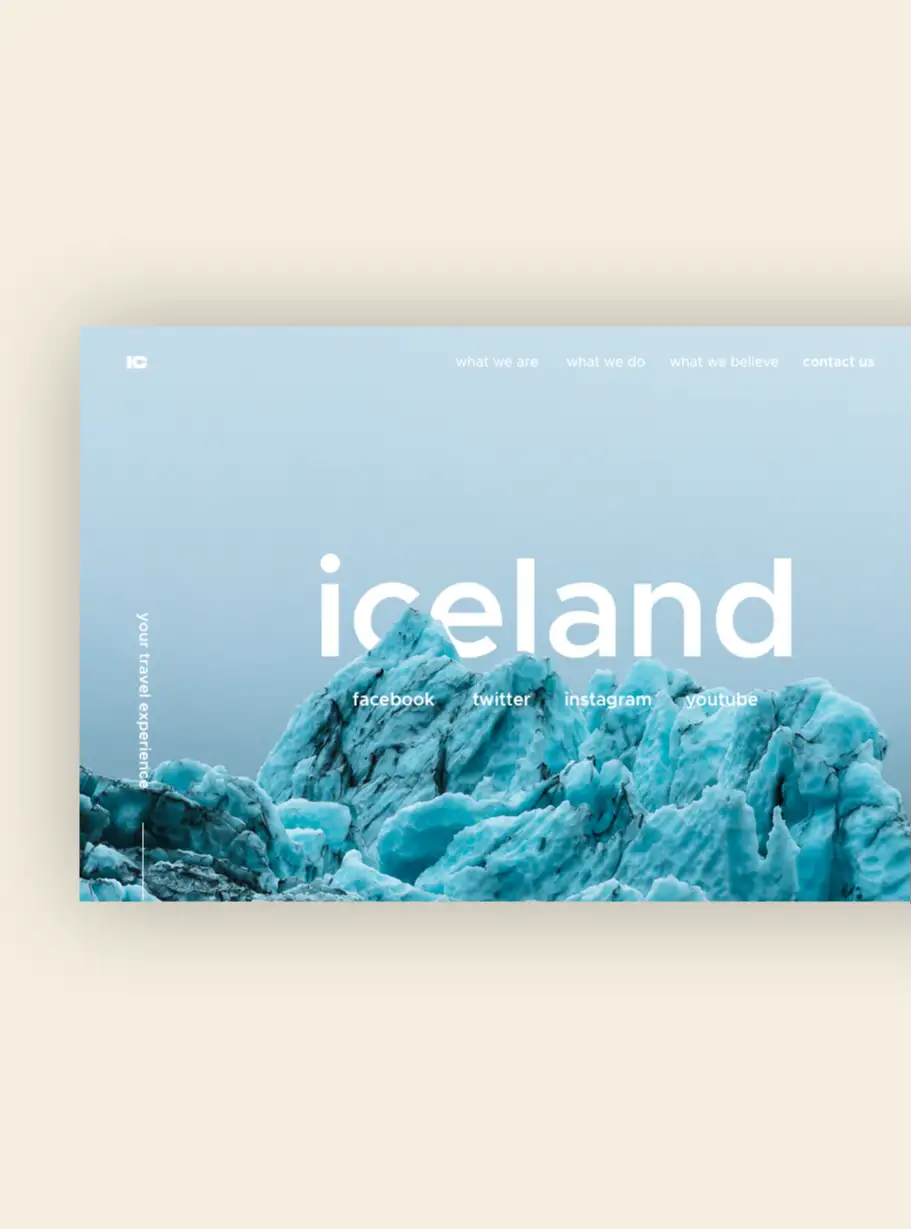 IC
what we are what we do what we believe contact us
iceland
facebook twitter instagram youtube
your travel experience